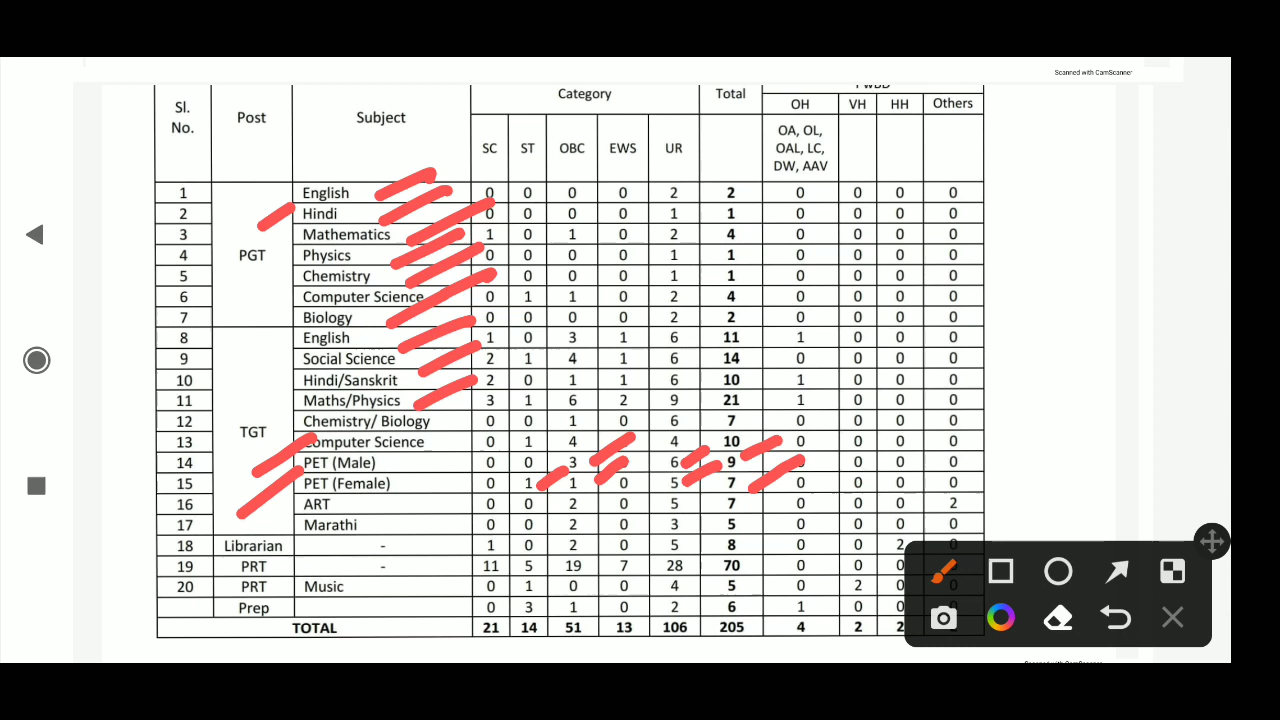 Scanned with CamScanner
Sl. No. Post Subject Category Total PwBD
OH VH HH Others
SC ST OBC EWS UR OA, OL, OAL, LC, DW, AAV
1 PGT English 0 0 0 0 2 2 0 0 0 0
2 Hindi 0 0 0 0 1 1 0 0 0 0
3 Mathematics 1 0 1 0 2 4 0 0 0 0
4 Physics 0 0 0 0 1 1 0 0 0 0
5 Chemistry 0 0 0 0 1 1 0 0 0 0
6 Computer Science 0 1 1 0 2 4 0 0 0 0
7 Biology 0 0 0 0 2 2 0 0 0 0
8 TGT English 1 0 3 1 6 11 1 0 0 0
9 Social Science 2 1 4 1 6 14 0 0 0 0
10 Hindi/Sanskrit 2 0 1 1 6 10 1 0 0 0
11 Maths/Physics 3 1 6 2 9 21 1 0 0 0
12 Chemistry/ Biology 0 0 1 0 6 7 0 0 0 0
13 Computer Science 0 1 4 4 10 0 0 0 0
14 PET (Male) 0 0 3 0 6 9 0 0 0 0
15 PET (Female) 0 1 1 0 5 7 0 0 0 0
16 ART 0 0 2 0 5 7 0 0 0 2
17 Marathi 0 0 2 0 3 5 0 0 0 0
18 Librarian - 1 0 2 0 5 8 0 0 2 0
19 PRT - 11 5 19 7 28 70 0 0 0
20 PRT Music 0 1 0 0 4 5 0 2 0
Prep 0 3 1 0 2 6 1 0 0 0
TOTAL 21 14 51 13 106 205 4 2 2